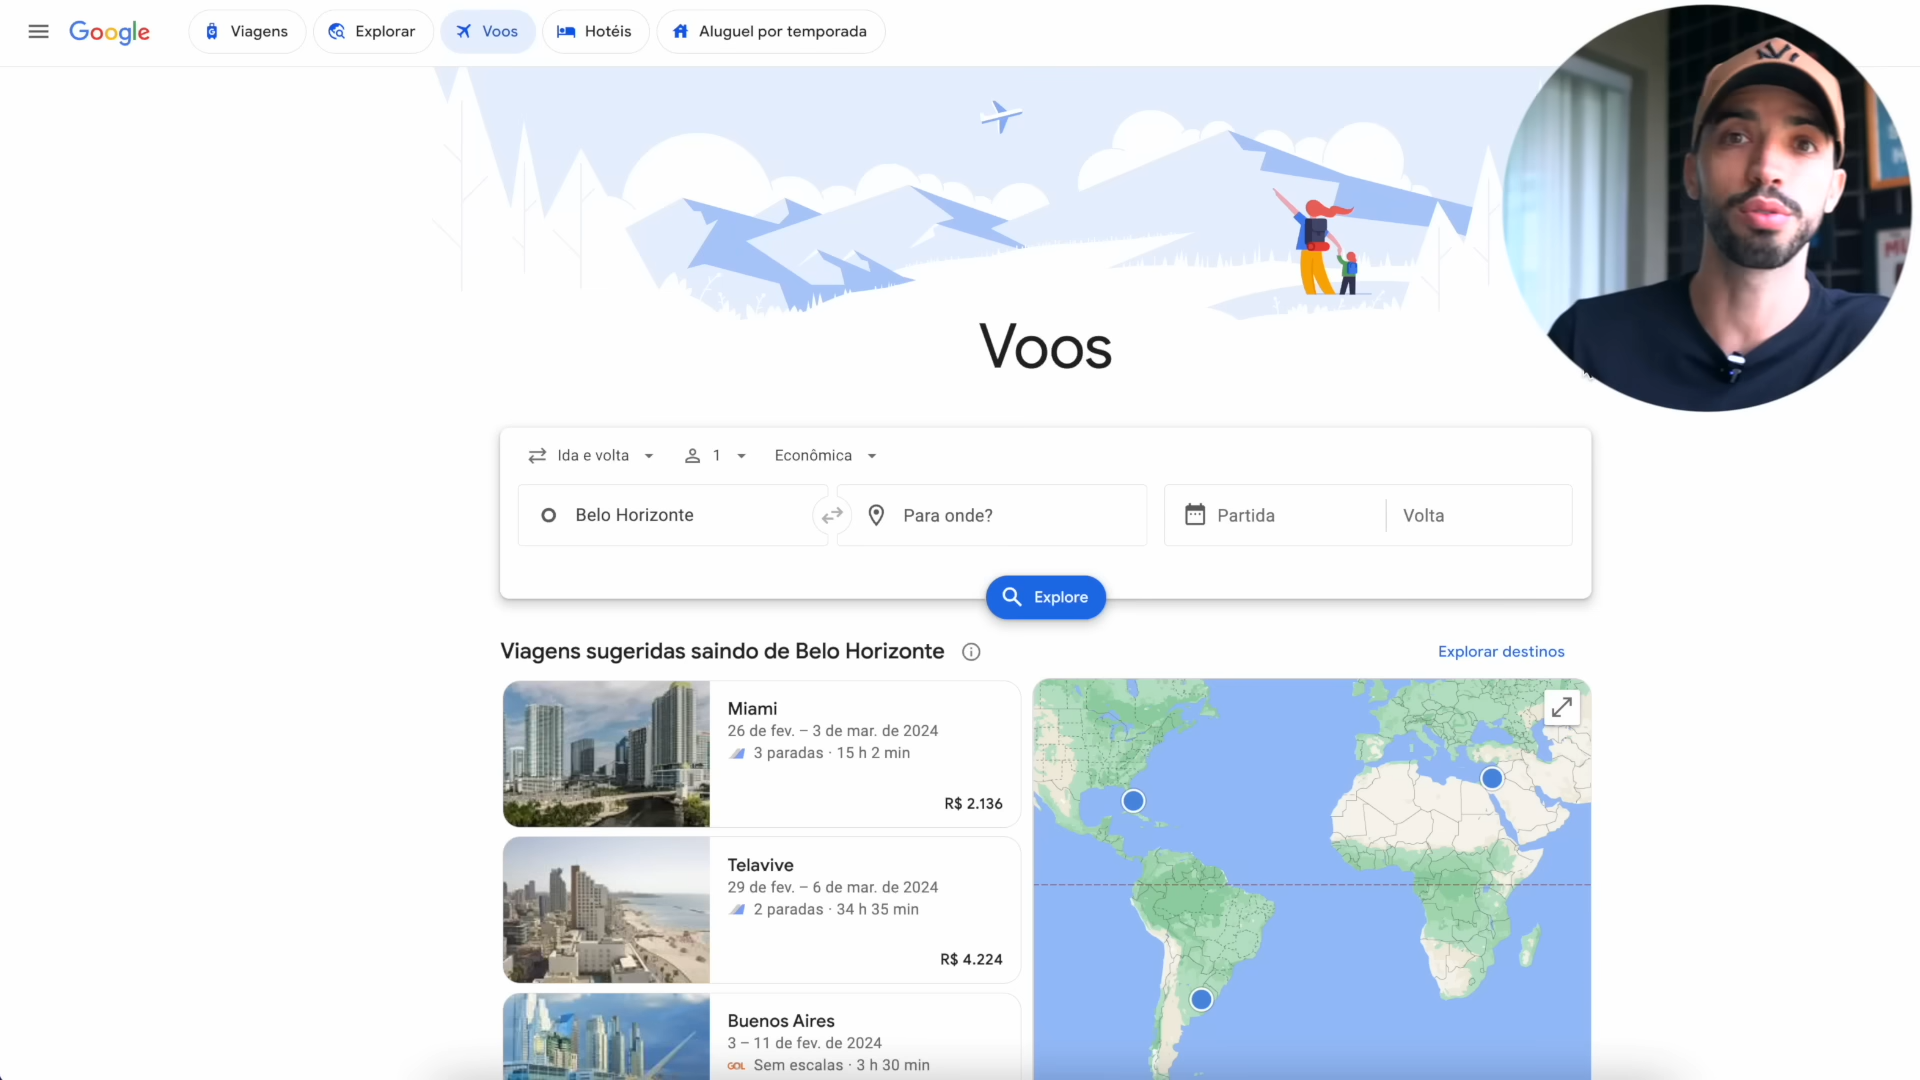 Google
Viagens
Explorar
Voos
Hotéis
Aluguel por temporada
Voos
Ida e volta
1
Econômica
Belo Horizonte
Para onde?
Partida
Volta
Explore
Viagens sugeridas saindo de Belo Horizonte
Explorar destinos
Miami
26 de fev. – 3 de mar. de 2024
3 paradas · 15 h 2 min
R$ 2.136
Telavive
29 de fev. – 6 de mar. de 2024
2 paradas · 34 h 35 min
R$ 4.224
Buenos Aires
3 – 11 de fev. de 2024
GOL Sem escalas · 3 h 30 min